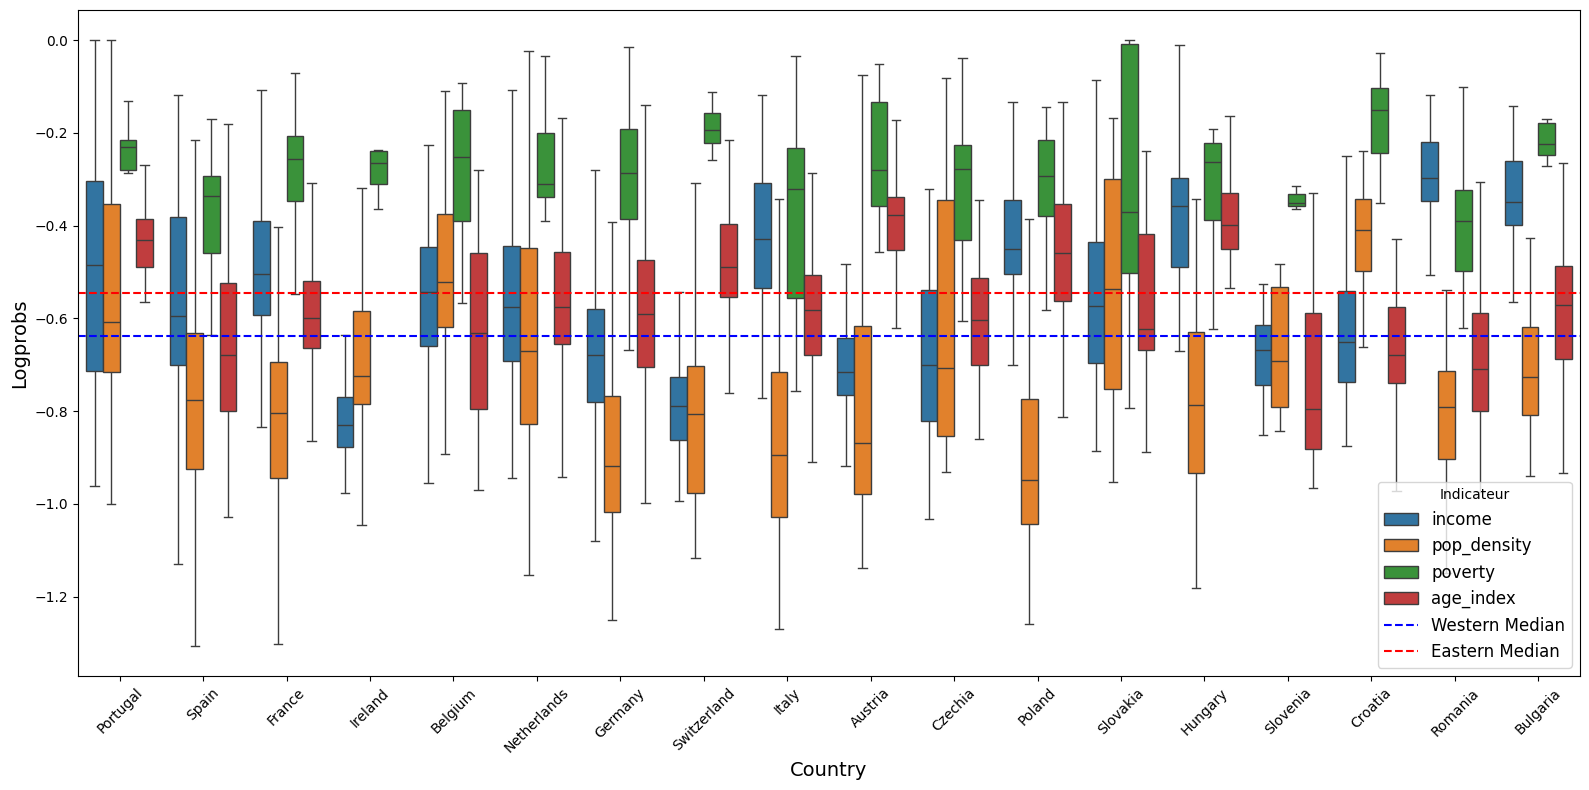 0.0
−0.2
−0.4
−0.6
−0.8
−1.0
−1.2
Logprobs
Portugal
Spain
France
Ireland
Belgium
Netherlands
Germany
Switzerland
Italy
Austria
Czechia
Poland
Slovakia
Hungary
Slovenia
Croatia
Romania
Bulgaria
Country
Indicateur
income
pop_density
poverty
age_index
Western Median
Eastern Median